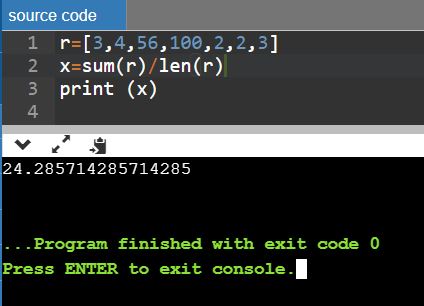 source code
1 r=[3,4,56,100,2,2,3]
2 x=sum(r)/len(r)
3 print (x)
4
24.285714285714285
...Program finished with exit code 0
Press ENTER to exit console.